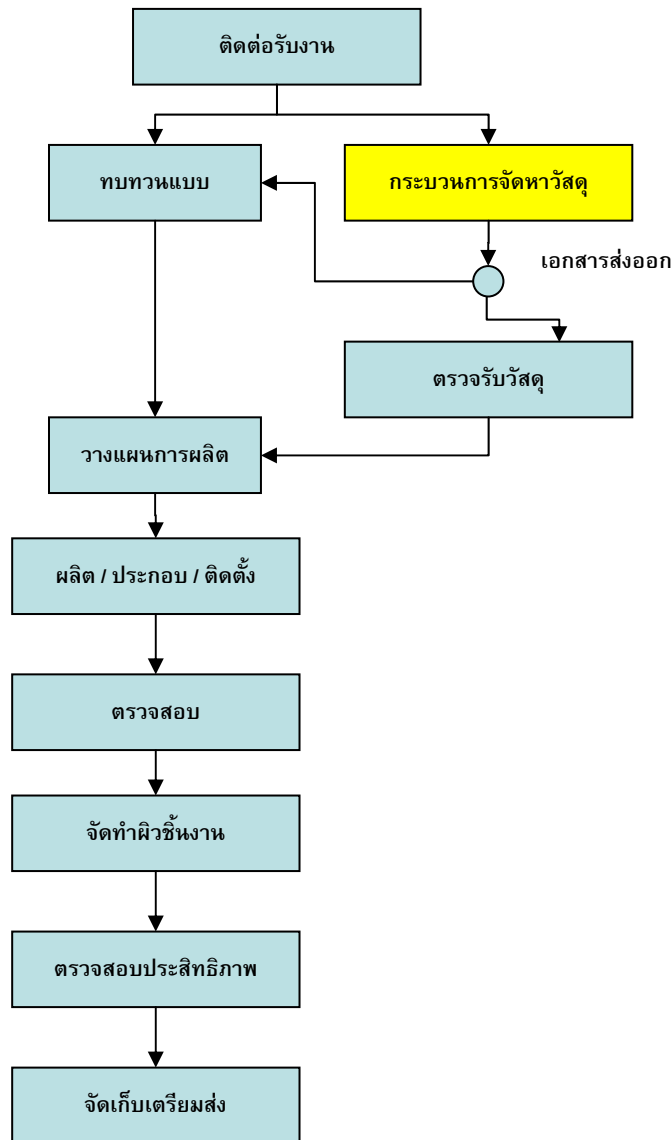 ติดต่อรับงาน
ทบทวนแบบ
กระบวนการจัดหาวัสดุ
เอกสารส่งออก
ตรวจรับวัสดุ
วางแผนการผลิต
ผลิต / ประกอบ / ติดตั้ง
ตรวจสอบ
จัดทำผิวชิ้นงาน
ตรวจสอบประสิทธิภาพ
จัดเก็บเตรียมส่ง